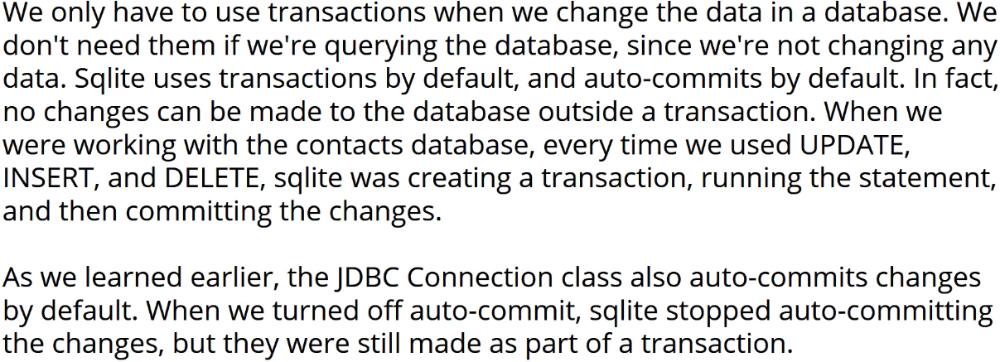 We only have to use transactions when we change the data in a database. We
don't need them if we're querying the database, since we're not changing any
data. Sqlite uses transactions by default, and auto-commits by default. In fact,
no changes can be made to the database outside a transaction. When we
were working with the contacts database, every time we used UPDATE,
INSERT, and DELETE, sqlite was creating a transaction, running the statement,
and then committing the changes.
As we learned earlier, the JDBC Connection class also auto-commits changes
by default. When we turned off auto-commit, sqlite stopped auto-committing
the changes, but they were still made as part of a transaction.